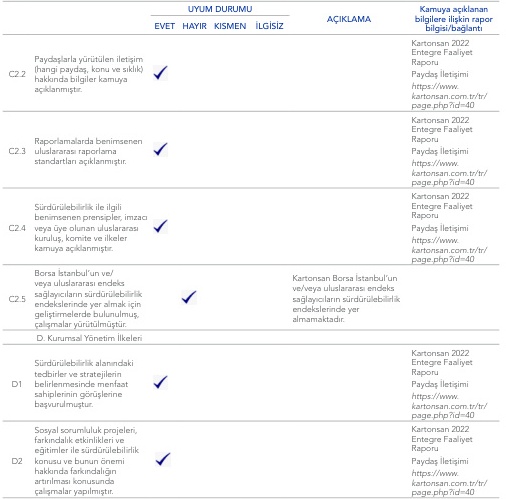 UYUM DURUMU
EVET HAYIR KISMEN İLGİSİZ
AÇIKLAMA
Kamuya açıklanan
bilgilere ilişkin rapor
bilgisi/bağlantı
C2.2
Paydaşlarla yürütülen iletişim
(hangi paydaş, konu ve sıklık)
hakkında bilgiler kamuya
açıklanmıştır.
Kartonsan 2022
Entegre Faaliyet
Raporu
Paydaş İletişimi
https://www.
kartonsan.com.tr/tr/
page.php?id=40
C2.3
Raporlamalarda benimsenen
uluslararası raporlama
standartları açıklanmıştır.
Kartonsan 2022
Entegre Faaliyet
Raporu
Paydaş İletişimi
https://www.
kartonsan.com.tr/tr/
page.php?id=40
C2.4
Sürdürülebilirlik ile ilgili
benimsenen prensipler, imzacı
veya üye olunan uluslararası
kuruluş, komite ve ilkeler
kamuya açıklanmıştır.
Kartonsan 2022
Entegre Faaliyet
Raporu
Paydaş İletişimi
https://www.
kartonsan.com.tr/tr/
page.php?id=40
C2.5
Borsa İstanbul'un ve/
veya uluslararası endeks
sağlayıcıların sürdürülebilirlik
endekslerinde yer almak için
geliştirmelerde bulunulmuş,
çalışmalar yürütülmüştür.
Kartonsan Borsa İstanbul'un
ve/veya uluslararası endeks
sağlayıcıların sürdürülebilirlik
endekslerinde yer
almamaktadır.
D. Kurumsal Yönetim İlkeleri
D1
Sürdürülebilirlik alanındaki
tedbirler ve stratejilerin
belirlenmesinde menfaat
sahiplerinin görüşlerine
başvurulmuştur.
Kartonsan 2022
Entegre Faaliyet
Raporu
Paydaş İletişimi
https://www.
kartonsan.com.tr/tr/
page.php?id=40
D2
Sosyal sorumluluk projeleri,
farkındalık etkinlikleri ve
eğitimler ile sürdürülebilirlik
konusu ve bunun önemi
hakkında farkındalığın
artırılması konusunda
çalışmalar yapılmıştır.
Kartonsan 2022
Entegre Faaliyet
Raporu
Paydaş İletişimi
https://www.
kartonsan.com.tr/tr/
page.php?id=40